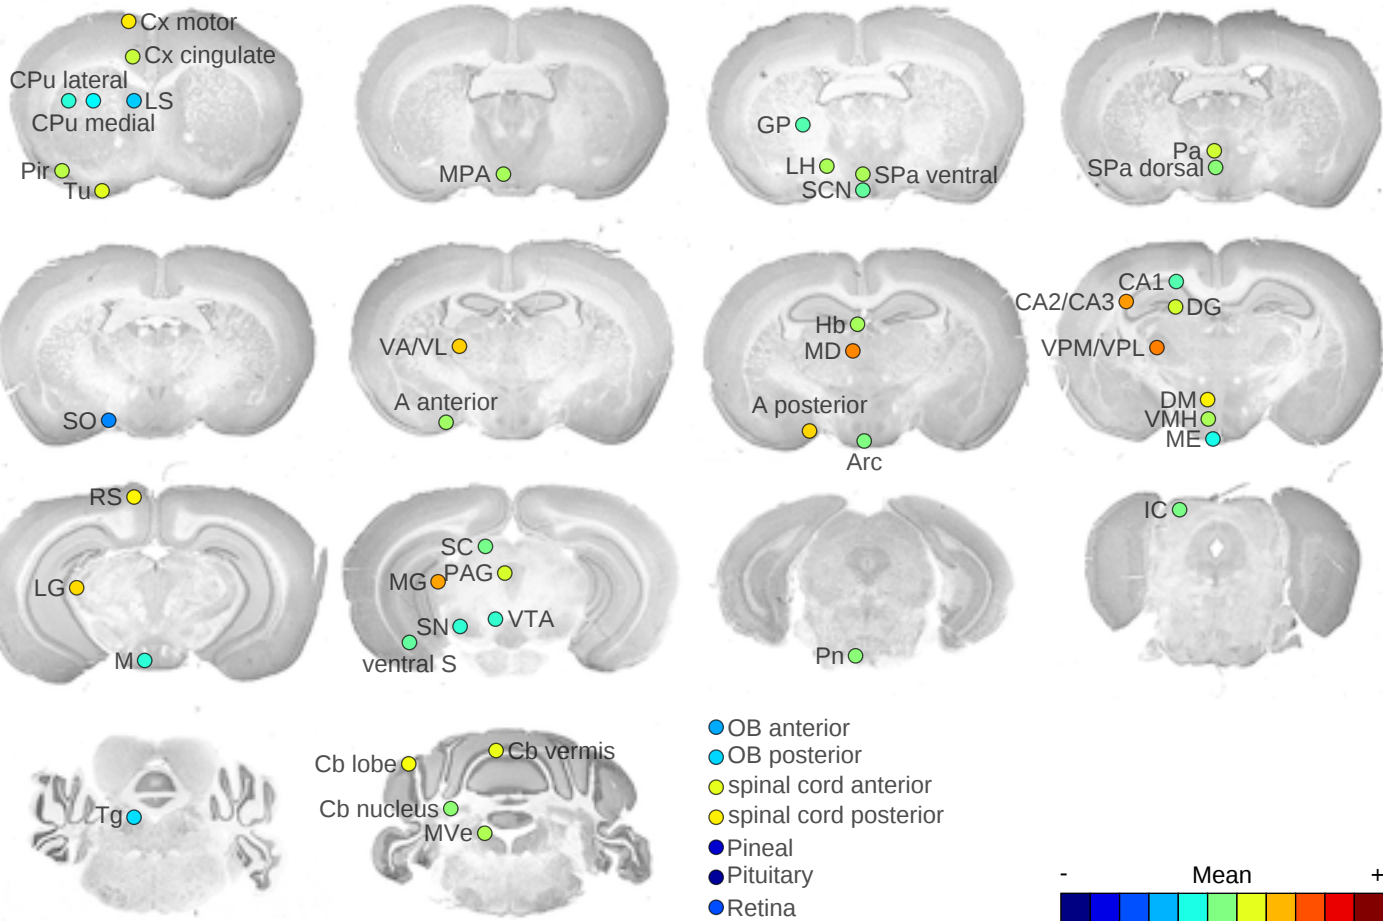 Cx motor
Cx cingulate
CPu lateral
LS
CPu medial
Pir
Tu
MPA
GP
LH
SPa ventral
SCN
Pa
SPa dorsal
SO
VA/VL
A anterior
Hb
MD
A posterior
Arc
CA1
CA2/CA3
DG
VPM/VPL
DM
VMH
ME
RS
LG
M
SC
MG
PAG
SN
VTA
ventral S
Pn
IC
Tg
Cb lobe
Cb vermis
Cb nucleus
MVe
OB anterior
OB posterior
spinal cord anterior
spinal cord posterior
Pineal
Pituitary
Retina
- Mean +